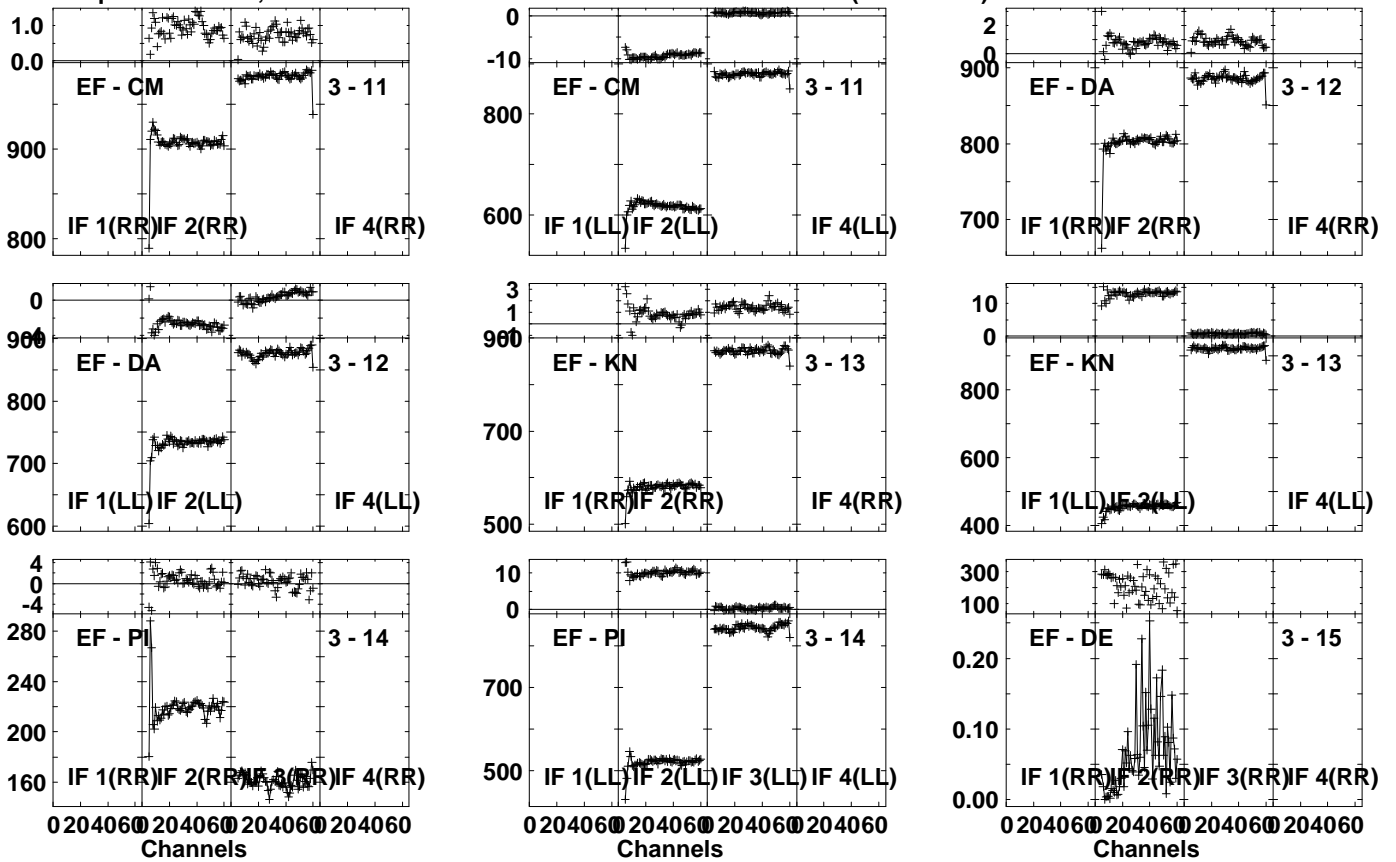 1.0
0.0
EF - CM 3 - 11
900
800
IF 1(RR) IF 2(RR) IF 4(RR)
0
-10
EF - CM 3 - 11
800
600
IF 1(LL) IF 2(LL) IF 4(LL)
2
0
900
EF - DA 3 - 12
800
700
IF 1(RR) IF 2(RR) IF 4(RR)
0
-4
900
EF - DA 3 - 12
800
700
600
IF 1(LL) IF 2(LL) IF 4(LL)
3
1
-1
900
EF - KN 3 - 13
700
500
IF 1(RR) IF 2(RR) IF 4(RR)
10
0
EF - KN 3 - 13
800
600
400
IF 1(LL) IF 2(LL) IF 4(LL)
4
0
-4
280
EF - PI 3 - 14
220
160
IF 1(RR) IF 2(RR) IF 3(RR) IF 4(RR)
0 20 40 60 0 20 40 60 0 20 40 60 0 20 40 60
Channels
10
0
EF - PI 3 - 14
700
500
IF 1(LL) IF 2(LL) IF 3(LL) IF 4(LL)
0 20 40 60 0 20 40 60 0 20 40 60 0 20 40 60
Channels
300
100
EF - DE 3 - 15
0.20
0.10
0.00
IF 1(RR) IF 2(RR) IF 3(RR) IF 4(RR)
0 20 40 60 0 20 40 60 0 20 40 60 0 20 40 60
Channels